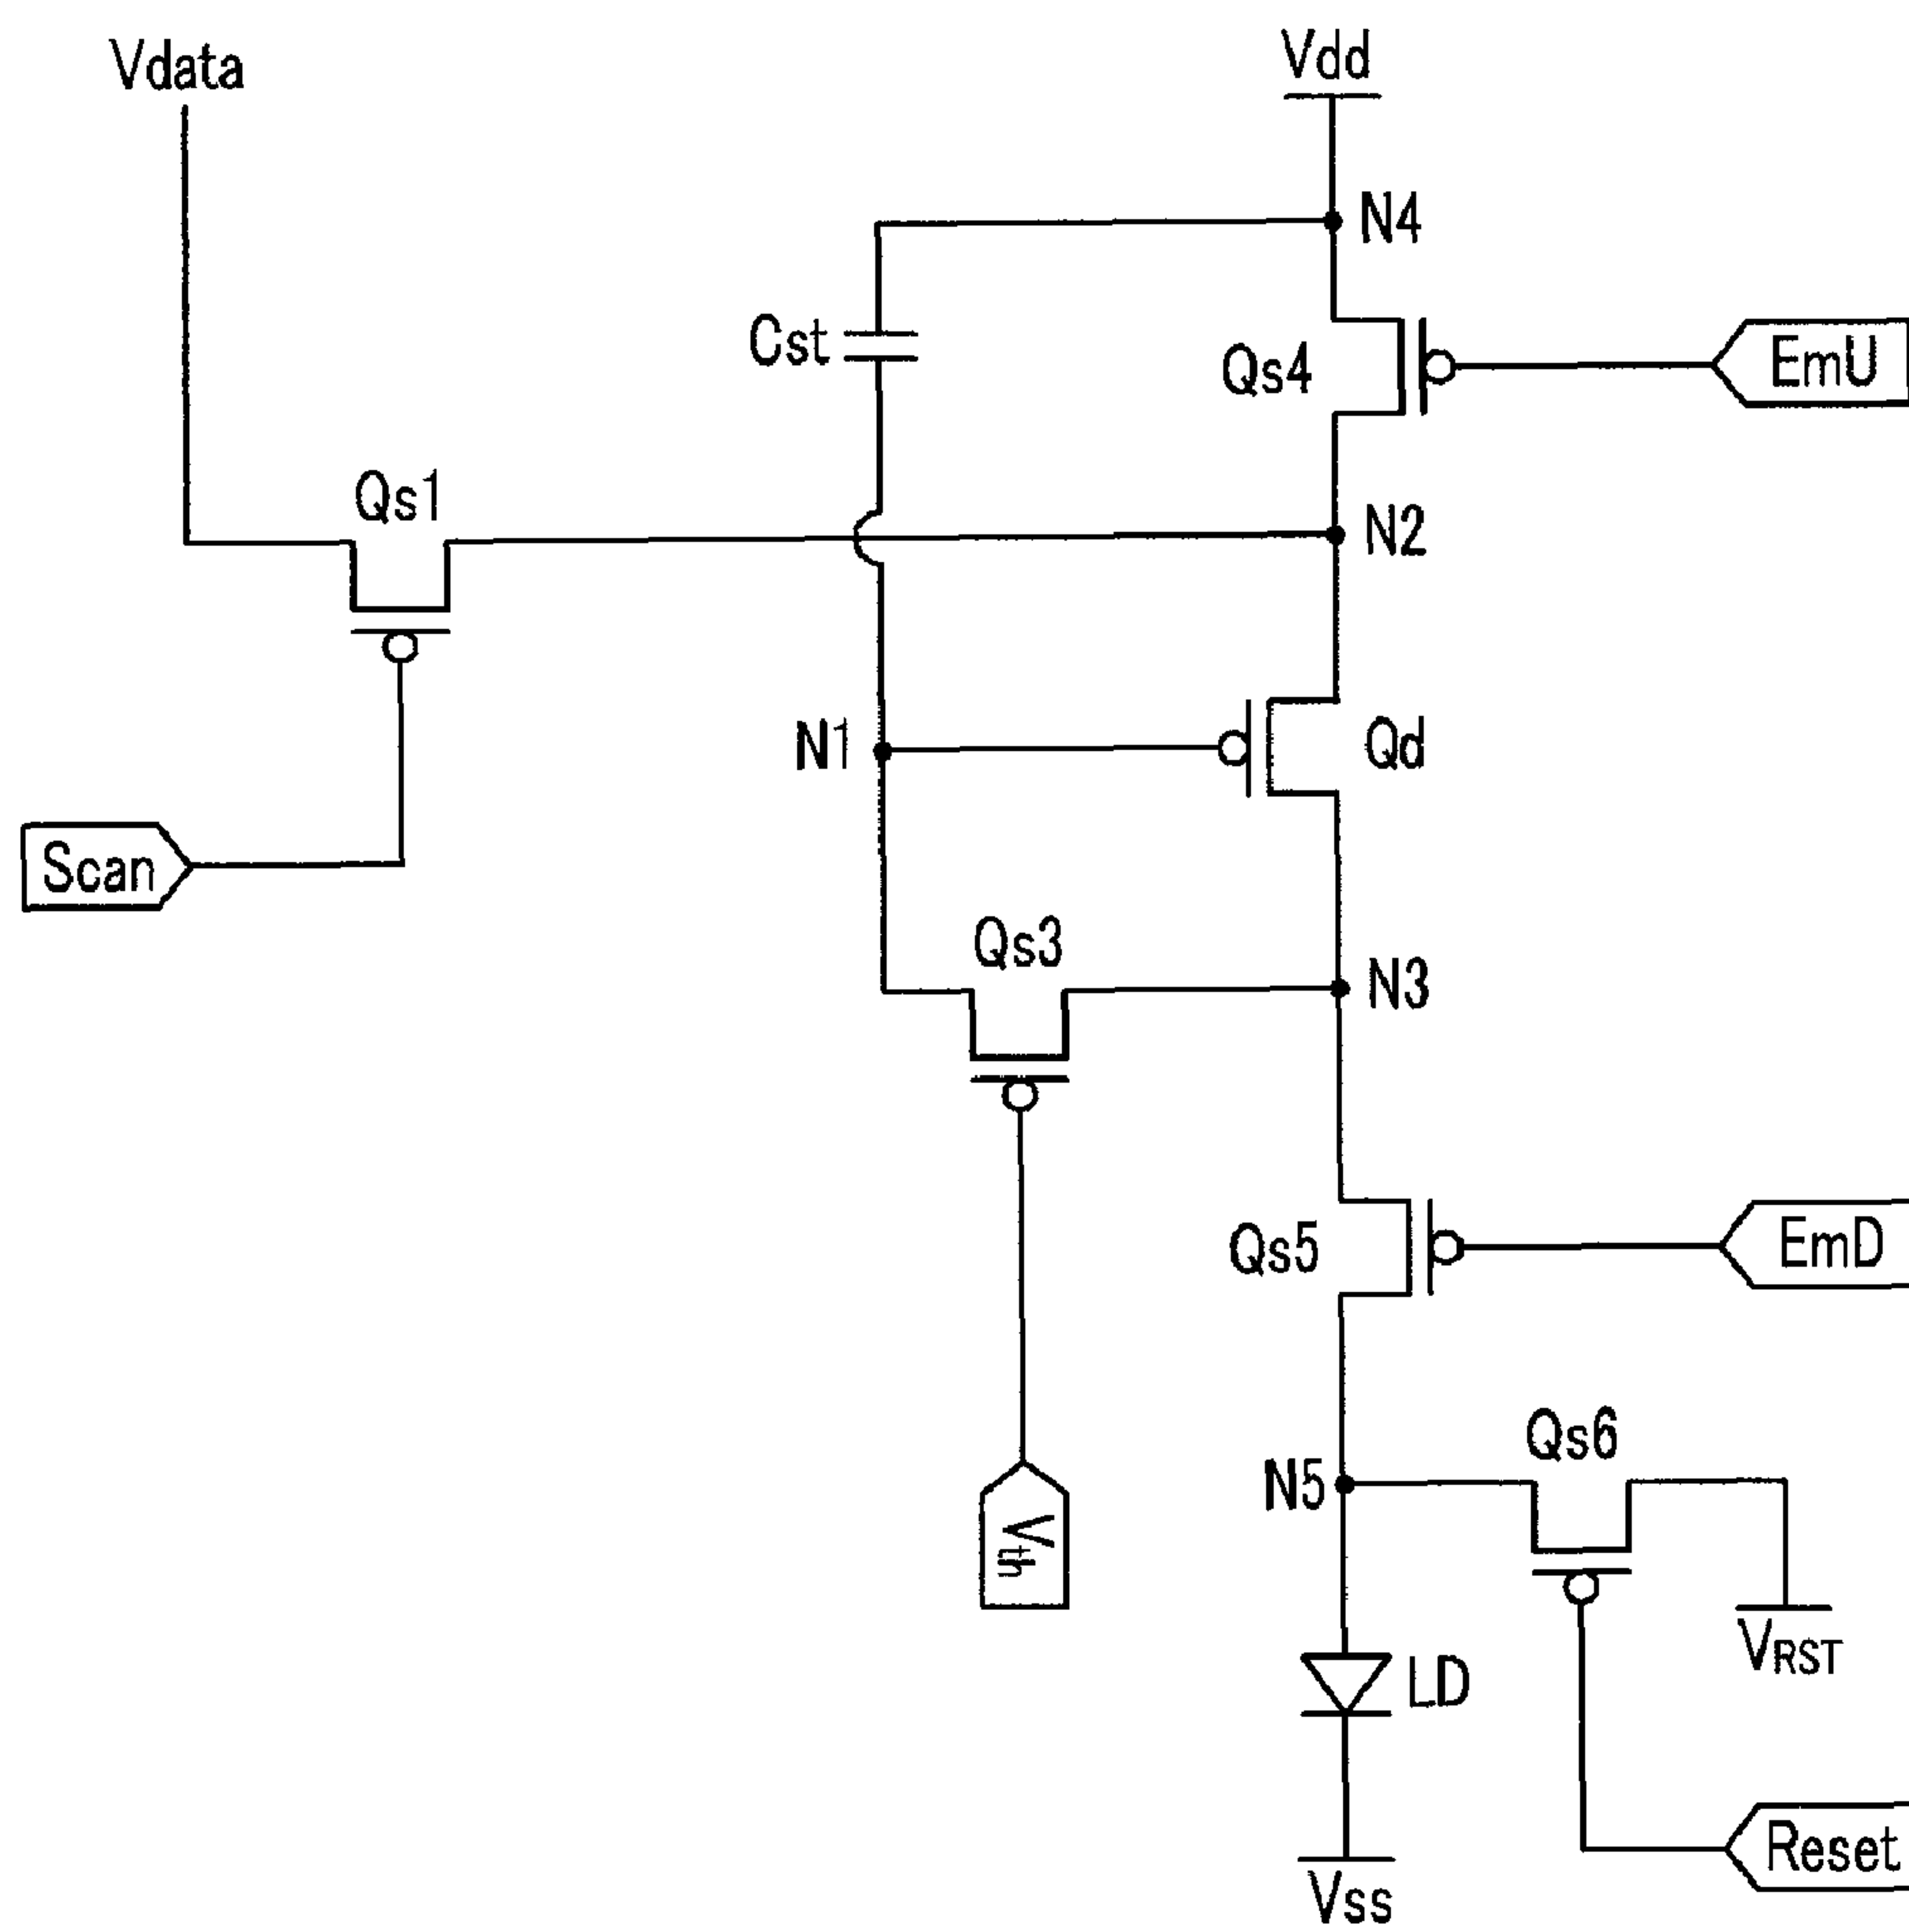 Vdata
Vdd
N4
Cst
Qs4
EmU
Qs1
N2
N1
Qd
Scan
Qs3
N3
Qs5
EmD
Qs6
N5
Vth
VRST
LD
Reset
Vss